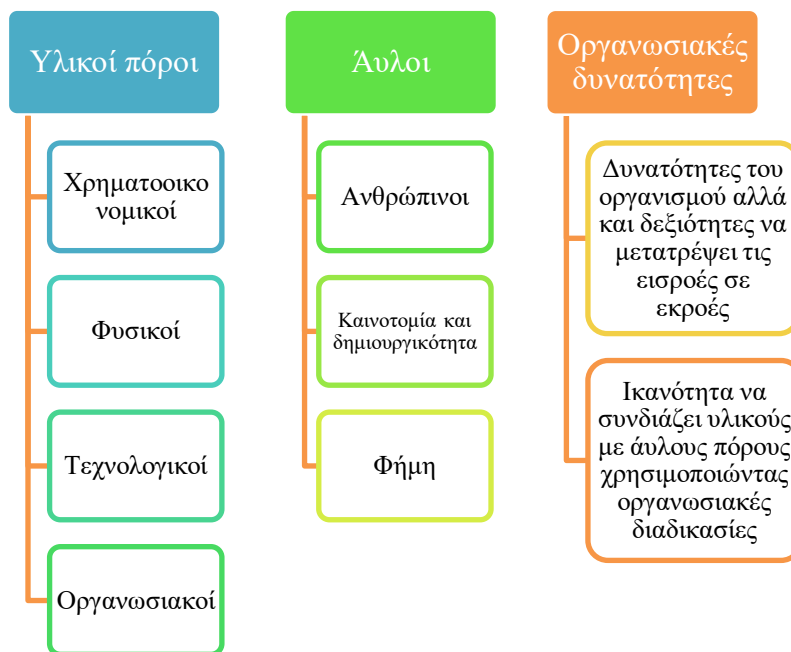 Υλικοί πόροι
Χρηματοοικο
νομικοί
Φυσικοί
Τεχνολογικοί
Οργανωσιακοί
Άυλοι
Ανθρώπινοι
Καινοτομία και
δημιουργικότητα
Φήμη
Οργανωσιακές
δυνατότητες
Δυνατότητες του
οργανισμού αλλά
και δεξιότητες να
μετατρέψει τις
εισροές σε
εκροές
Ικανότητα να
συνδιάζει υλικούς
με άυλους πόρους
χρησιμοποιώντας
οργανωσιακές
διαδικασίες